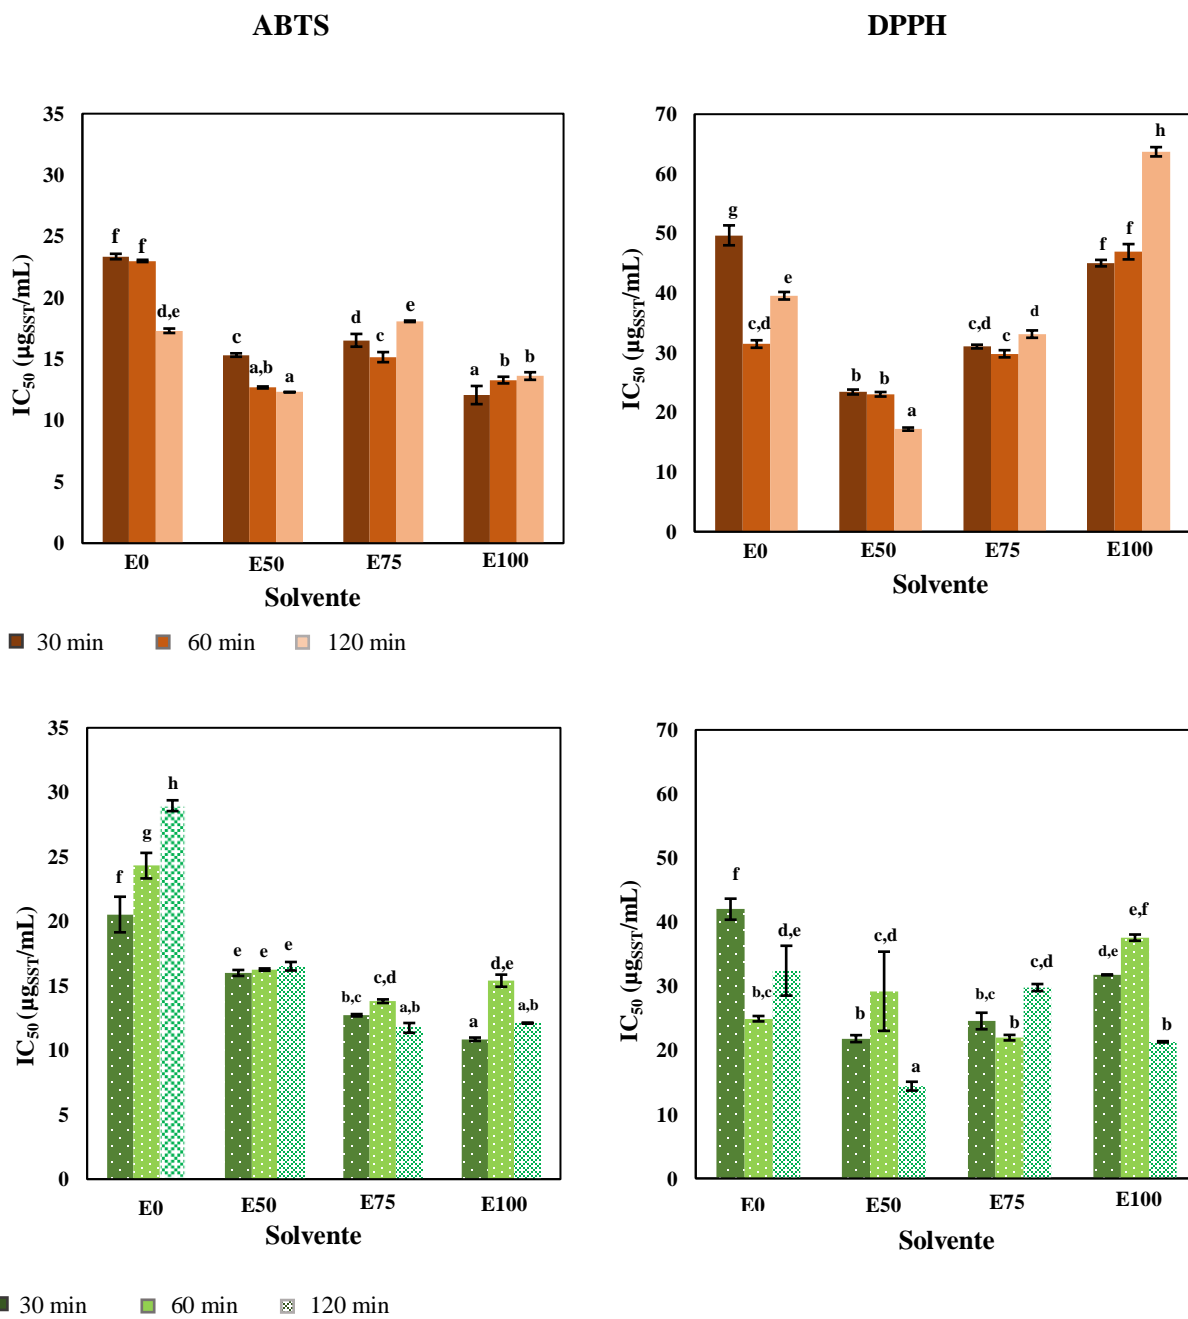 ABTS
DPPH
35
30
25
20
15
10
5
0
IC50 (µgSST/mL)
f f d,e c a,b a d c e a b b
E0 E50 E75 E100
Solvente
70
60
50
40
30
20
10
0
IC50 (µgSST/mL)
g c,d e b b a c,d c d f f h
E0 E50 E75 E100
Solvente
30 min 60 min 120 min
35
30
25
20
15
10
5
0
IC50 (µgSST/mL)
f g h e e e b,c c,d a,b a d,e a,b
E0 E50 E75 E100
Solvente
70
60
50
40
30
20
10
0
IC50 (µgSST/mL)
f b,c d,e b c,d a b,c b c,d d,e e,f b
E0 E50 E75 E100
Solvente
30 min 60 min 120 min